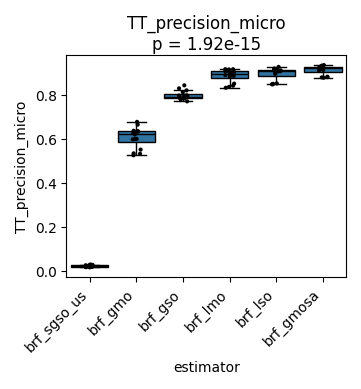 TT_precision_micro
p = 1.92e-15
TT_precision_micro
0.8
0.6
0.4
0.2
0.0
brf_sgso_us
brf_gmo
brf_gso
brf_lmo
brf_lso
brf_gmosa
estimator